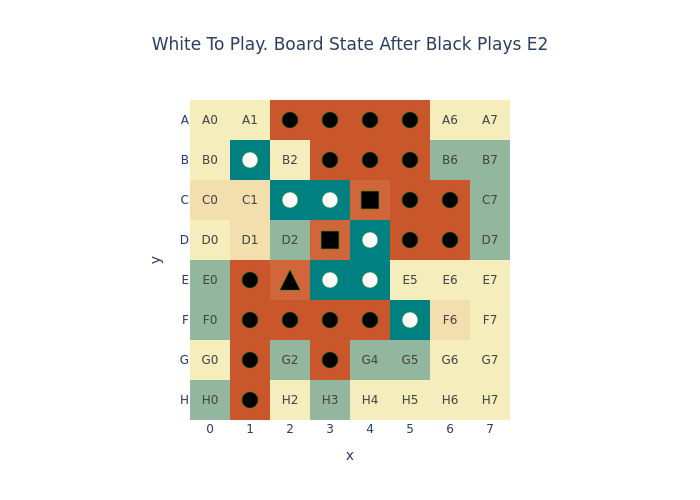 White To Play. Board State After Black Plays E2
A A0 A1 A6 A7
B B0 B2 B6 B7
C C0 C1 C7
D D0 D1 D2 D7
y
E E0 E5 E6 E7
F F0 F6 F7
G G0 G2 G4 G5 G6 G7
H H0 H2 H3 H4 H5 H6 H7
0 1 2 3 4 5 6 7
x